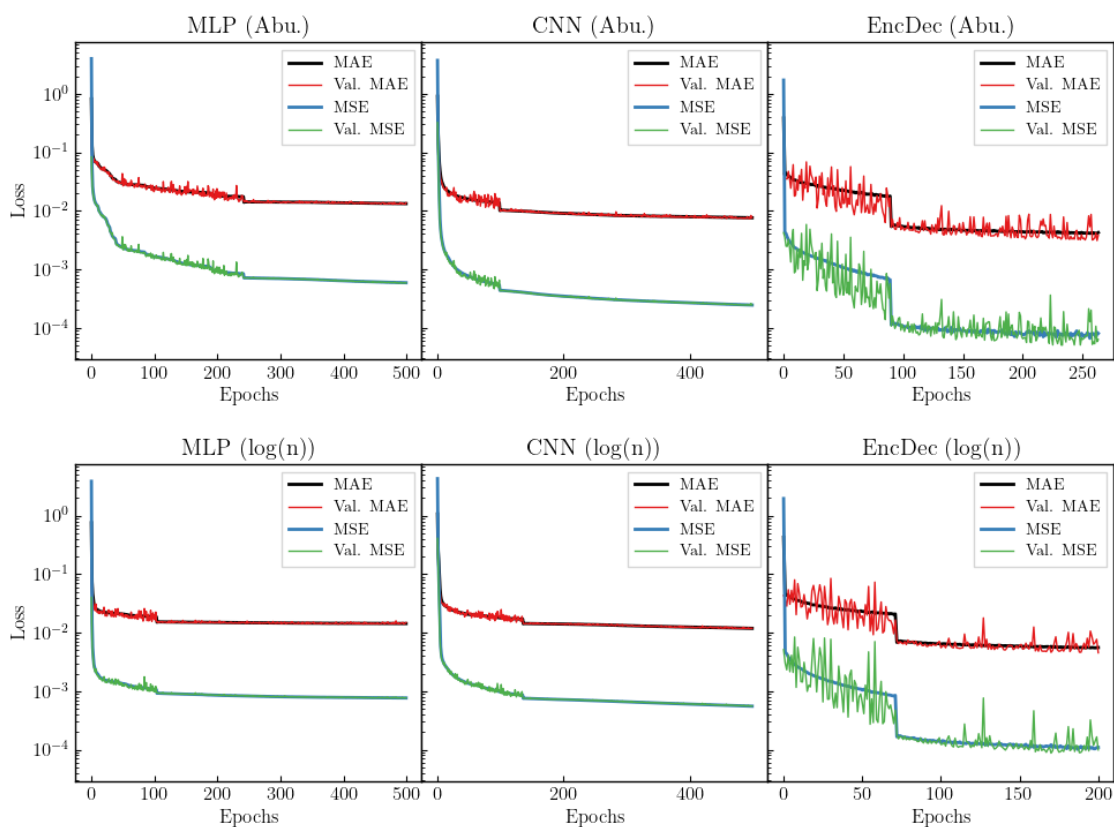 MLP (Abu.)
CNN (Abu.)
EncDec (Abu.)
MAE
Val. MAE
MSE
Val. MSE
MAE
Val. MAE
MSE
Val. MSE
MAE
Val. MAE
MSE
Val. MSE
Loss
10⁰
10⁻¹
10⁻²
10⁻³
10⁻⁴
0 100 200 300 400 500
0 200 400
0 50 100 150 200 250
Epochs
Epochs
Epochs
MLP (log(n))
CNN (log(n))
EncDec (log(n))
MAE
Val. MAE
MSE
Val. MSE
MAE
Val. MAE
MSE
Val. MSE
MAE
Val. MAE
MSE
Val. MSE
Loss
10⁰
10⁻¹
10⁻²
10⁻³
10⁻⁴
0 100 200 300 400 500
0 200 400
0 50 100 150 200
Epochs
Epochs
Epochs